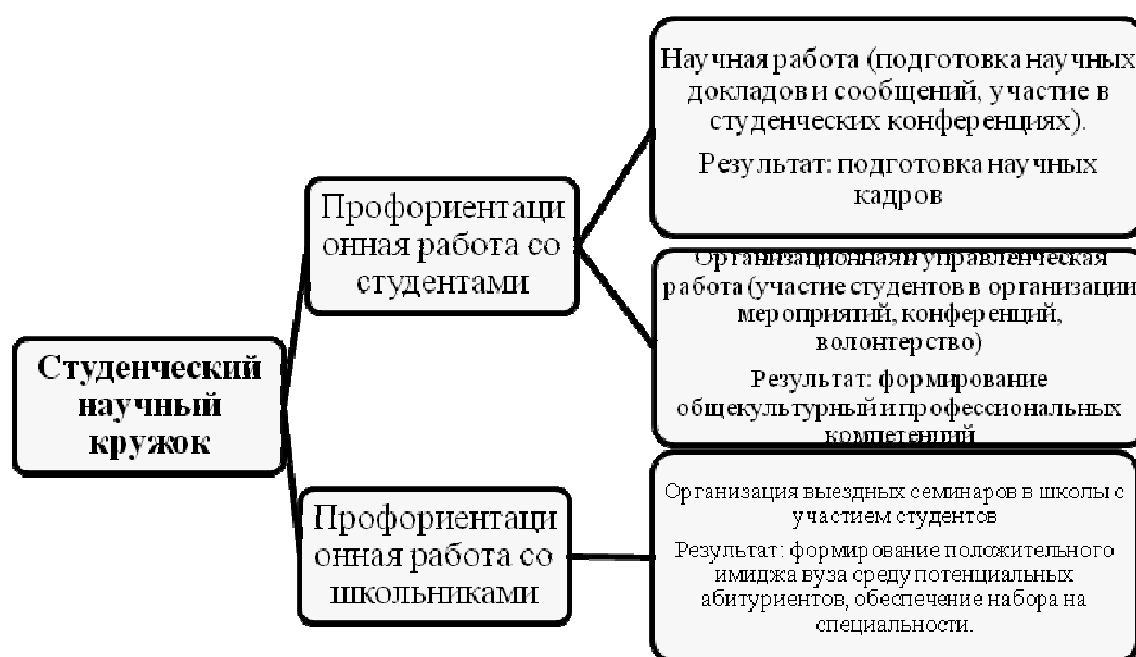 Студенческий
научный
кружок
Профориентаци
онная работа со
студентами
Профориентаци
онная работа со
школьниками
Научная работа (подготовка научных
докладов и сообщений, участие в
студенческих конференциях).
Результат: подготовка научных
кадров
Организационная и управленческая
работа (участие студентов в организации
мероприятий, конференций,
волонтерство)
Результат: формирование
общекультурный и профессиональных
компетенций
Организация выездных семинаров в школы с
участием студентов
Результат: формирование положительного
имиджа вуза среду потенциальных
абитуриентов, обеспечение набора на
специальности.